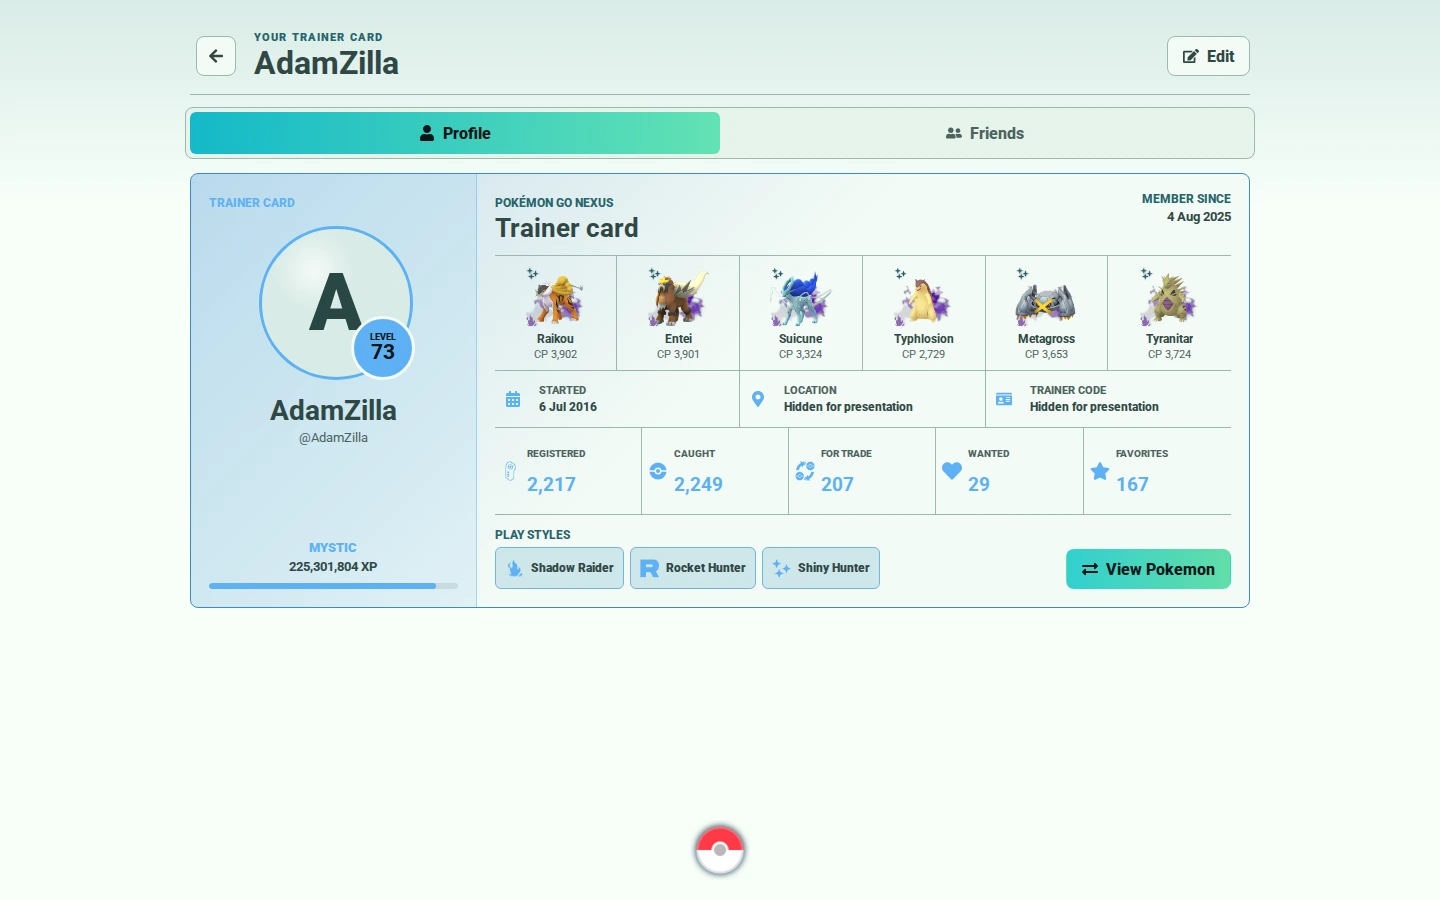 YOUR TRAINER CARD
AdamZilla
Edit
Profile
Friends
TRAINER CARD
A
LEVEL
73
AdamZilla
@AdamZilla
MYSTIC
225,301,804 XP
POKÉMON GO NEXUS
Trainer card
MEMBER SINCE
4 Aug 2025
Raikou
CP 3,902
Entei
CP 3,901
Suicune
CP 3,324
Typhlosion
CP 2,729
Metagross
CP 3,653
Tyranitar
CP 3,724
STARTED
6 Jul 2016
LOCATION
Hidden for presentation
TRAINER CODE
Hidden for presentation
REGISTERED
2,217
CAUGHT
2,249
FOR TRADE
207
WANTED
29
FAVORITES
167
PLAY STYLES
Shadow Raider
R
Rocket Hunter
Shiny Hunter
View Pokemon